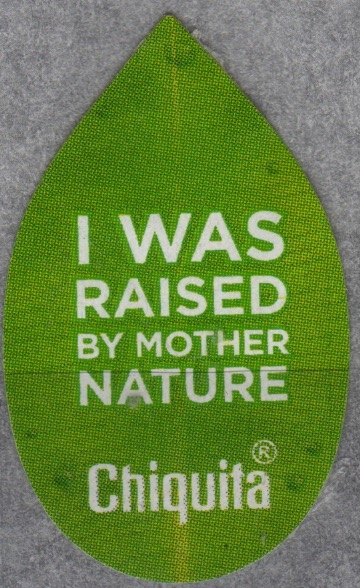 I WAS
RAISED
BY MOTHER
NATURE
Chiquita®